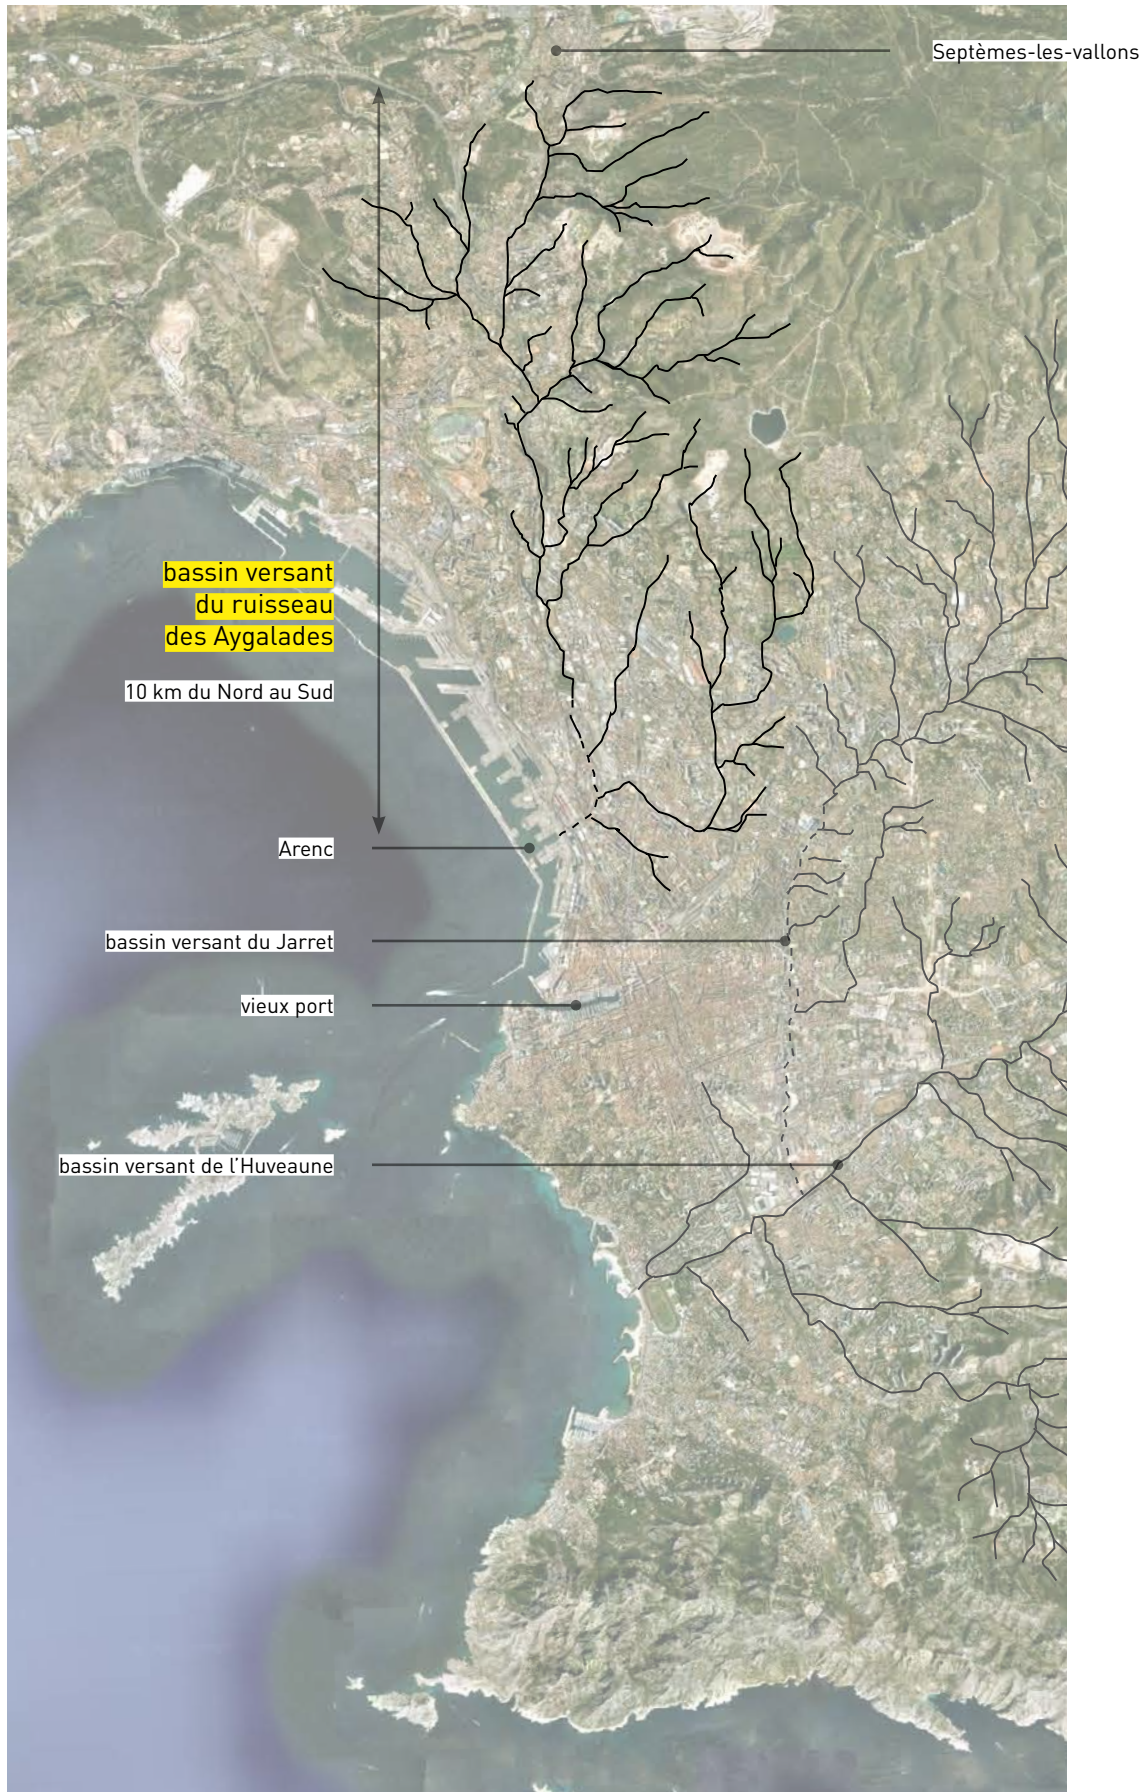 Septèmes-les-vallons
bassin versant
du ruisseau
des Aygalades
10 km du Nord au Sud
Arenc
bassin versant du Jarret
vieux port
bassin versant de l’Huveaune